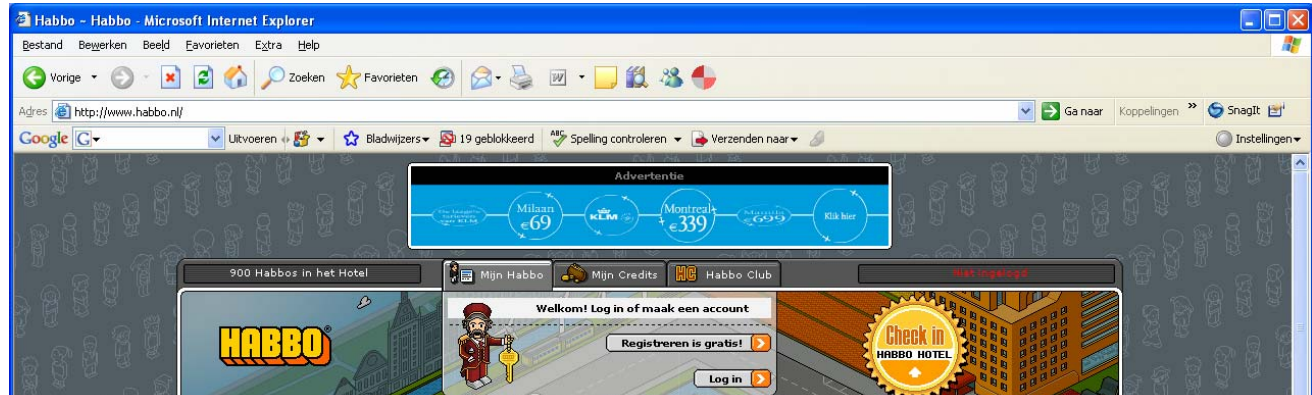 Habbo ~ Habbo - Microsoft Internet Explorer
Bestand Bewerken Beeld Favorieten Extra Help
Vorige Zoeken Favorieten
Adres http://www.habbo.nl/ Ga naar Koppelingen » SnagIt
Google G Uitvoeren Bladwijzers 19 geblokkeerd ABC Spelling controleren Verzenden naar Instellingen
Advertentie
Milaan €69
KLM
Montreal €339
€699
Klik hier
900 Habbos in het Hotel
Mijn Habbo Mijn Credits HC Habbo Club
Niet ingelogd
HABBO
Welkom! Log in of maak een account
Registreren is gratis!
Log in
Check in
HABBO HOTEL